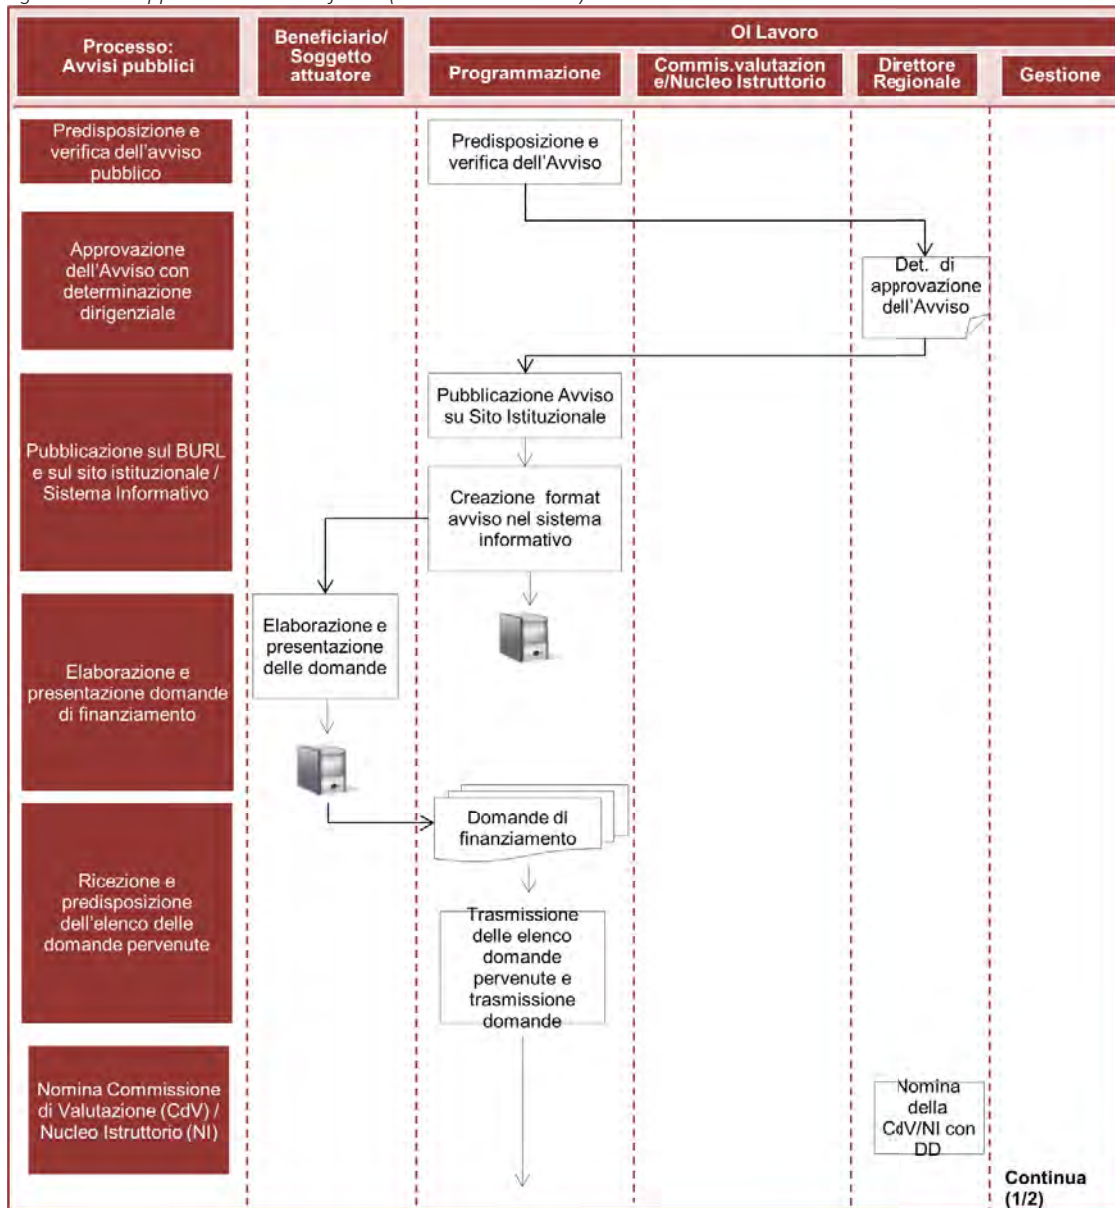 Processo:
Avvisi pubblici
Beneficiario/
Soggetto
attuatore
OI Lavoro
Programmazione
Commis.valutazion
e/Nucleo Istruttorio
Direttore
Regionale
Gestione
Predisposizione e
verifica dell'avviso
pubblico
Predisposizione e
verifica dell'Avviso
Approvazione
dell'Avviso con
determinazione
dirigenziale
Det. di
approvazione
dell'Avviso
Pubblicazione sul BURL
e sul sito istituzionale /
Sistema Informativo
Pubblicazione Avviso
su Sito Istituzionale
Creazione format
avviso nel sistema
informativo
Elaborazione e
presentazione domande
di finanziamento
Elaborazione e
presentazione
delle domande
Ricezione e
predisposizione
dell'elenco delle
domande pervenute
Domande di
finanziamento
Trasmissione
delle elenco
domande
pervenute e
trasmissione
domande
Nomina Commissione
di Valutazione (CdV) /
Nucleo Istruttorio (NI)
Nomina
della
CdV/NI con
DD
Continua
(1/2)